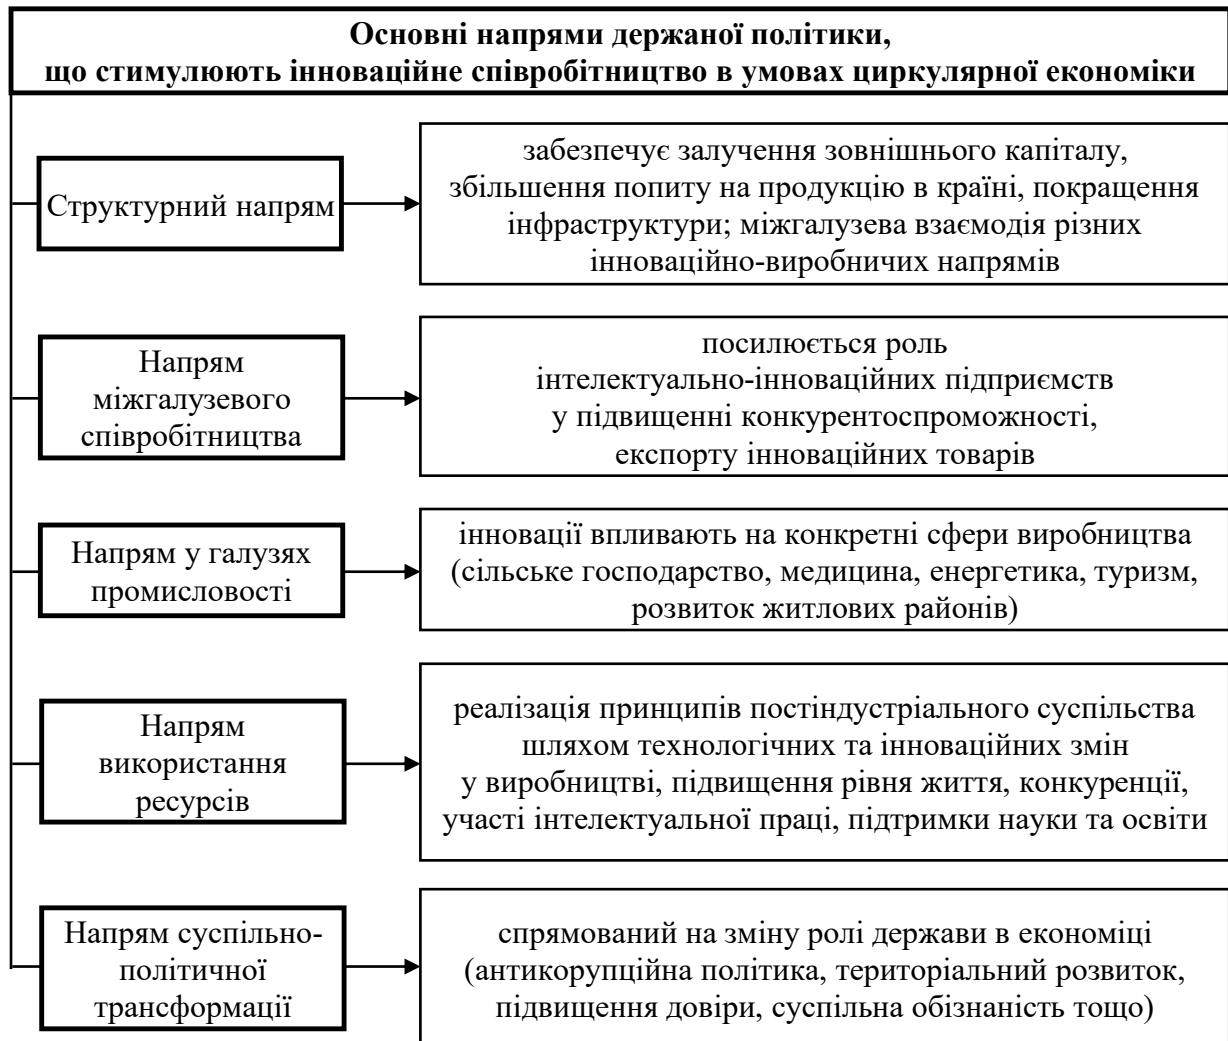 Основні напрями держаної політики,
що стимулюють інноваційне співробітництво в умовах циркулярної економіки
Структурний напрям
забезпечує залучення зовнішнього капіталу,
збільшення попиту на продукцію в країні, покращення
інфраструктури; міжгалузева взаємодія різних
інноваційно-виробничих напрямів
Напрям
міжгалузевого
співробітництва
посилюється роль
інтелектуально-інноваційних підприємств
у підвищенні конкурентоспроможності,
експорту інноваційних товарів
Напрям у галузях
промисловості
інновації впливають на конкретні сфери виробництва
(сільське господарство, медицина, енергетика, туризм,
розвиток житлових районів)
Напрям
використання
ресурсів
реалізація принципів постіндустріального суспільства
шляхом технологічних та інноваційних змін
у виробництві, підвищення рівня життя, конкуренції,
участі інтелектуальної праці, підтримки науки та освіти
Напрям суспільно-
політичної
трансформації
спрямований на зміну ролі держави в економіці
(антикорупційна політика, територіальний розвиток,
підвищення довіри, суспільна обізнаність тощо)